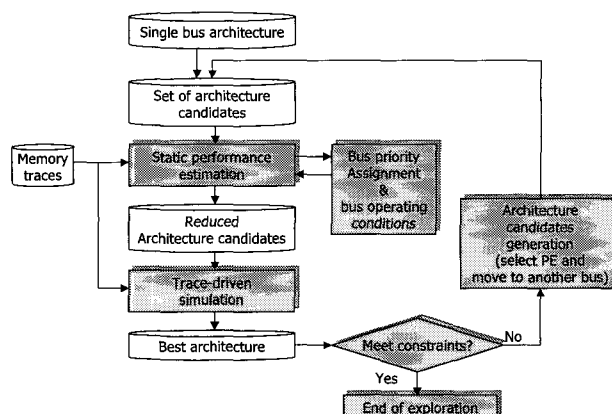 Single bus architecture
Set of architecture
candidates
Memory
traces
Static performance
estimation
Bus priority
Assignment
&
bus operating
conditions
Reduced
Architecture candidates
Architecture
candidates
generation
(select PE and
move to another bus)
Trace-driven
simulation
Best architecture
Meet constraints?
No
Yes
End of exploration